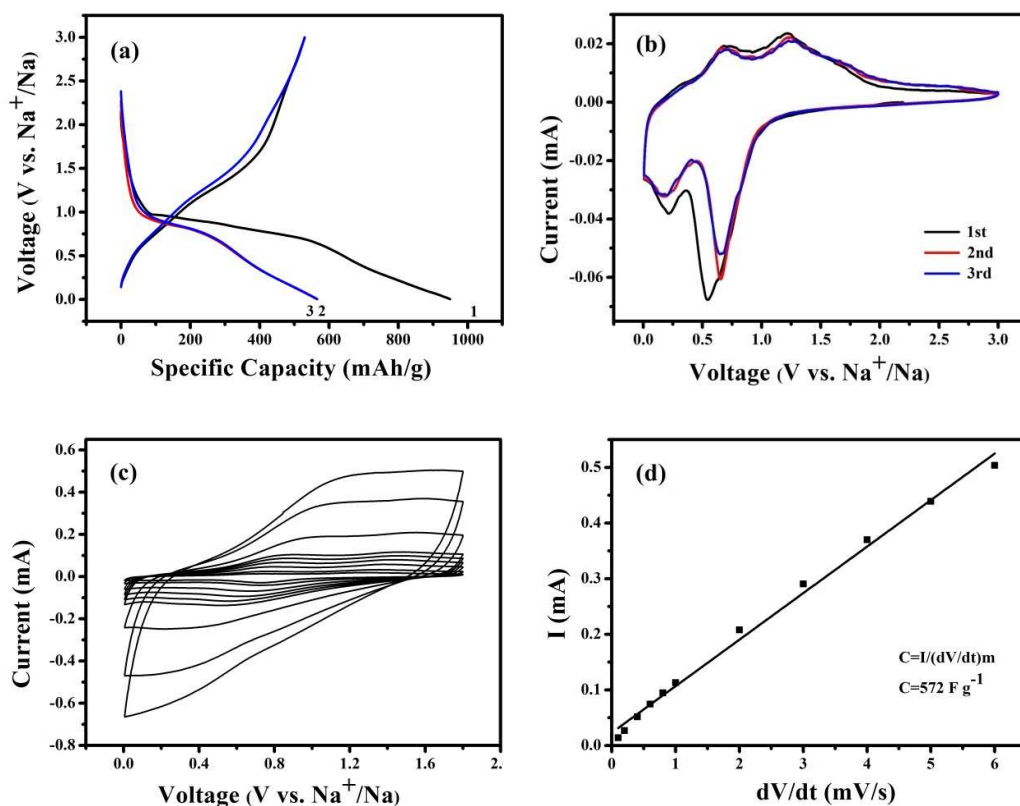 (a)
3.0
2.5
2.0
1.5
1.0
0.5
0.0
3 2 1
0 200 400 600 800 1000
Voltage (V vs. Na+/Na)
Specific Capacity (mAh/g)
(b)
0.02
0.00
-0.02
-0.04
-0.06
1st
2nd
3rd
0.0 0.5 1.0 1.5 2.0 2.5 3.0
Current (mA)
Voltage (V vs. Na+/Na)
(c)
0.6
0.4
0.2
0.0
-0.2
-0.4
-0.6
-0.8
0.0 0.4 0.8 1.2 1.6 2.
Current (mA)
Voltage (V vs. Na+/Na)
(d)
0.5
0.4
0.3
0.2
0.1
0.0
C=I/(dV/dt)m
C=572 F g-1
0 1 2 3 4 5 6
I (mA)
dV/dt (mV/s)